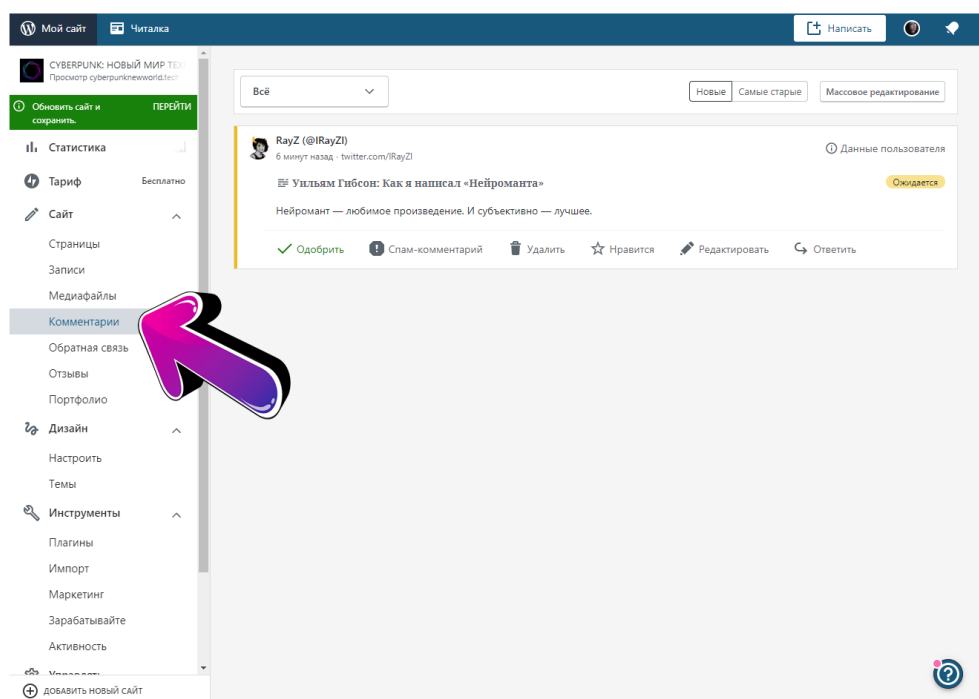 Мой сайт Читалка Написать
CYBERPUNK: НОВЫЙ МИР ТЕХ
Просмотр cyberpunknewworld.tech
Обновить сайт и сохранить. ПЕРЕЙТИ
Статистика
Тариф Бесплатно
Сайт
Страницы
Записи
Медиафайлы
Комментарии
Обратная связь
Отзывы
Портфолио
Дизайн
Настроить
Темы
Инструменты
Плагины
Импорт
Маркетинг
Зарабатывайте
Активность
Управлять
ДОБАВИТЬ НОВЫЙ САЙТ
Всё Новые Самые старые Массовое редактирование
RayZ (@IRayZI)
6 минут назад · twitter.com/IRayZI
Данные пользователя
Уильям Гибсон: Как я написал «Нейроманта»
Ожидается
Нейромант — любимое произведение. И субъективно — лучшее.
Одобрить Спам-комментарий Удалить Нравится Редактировать Ответить